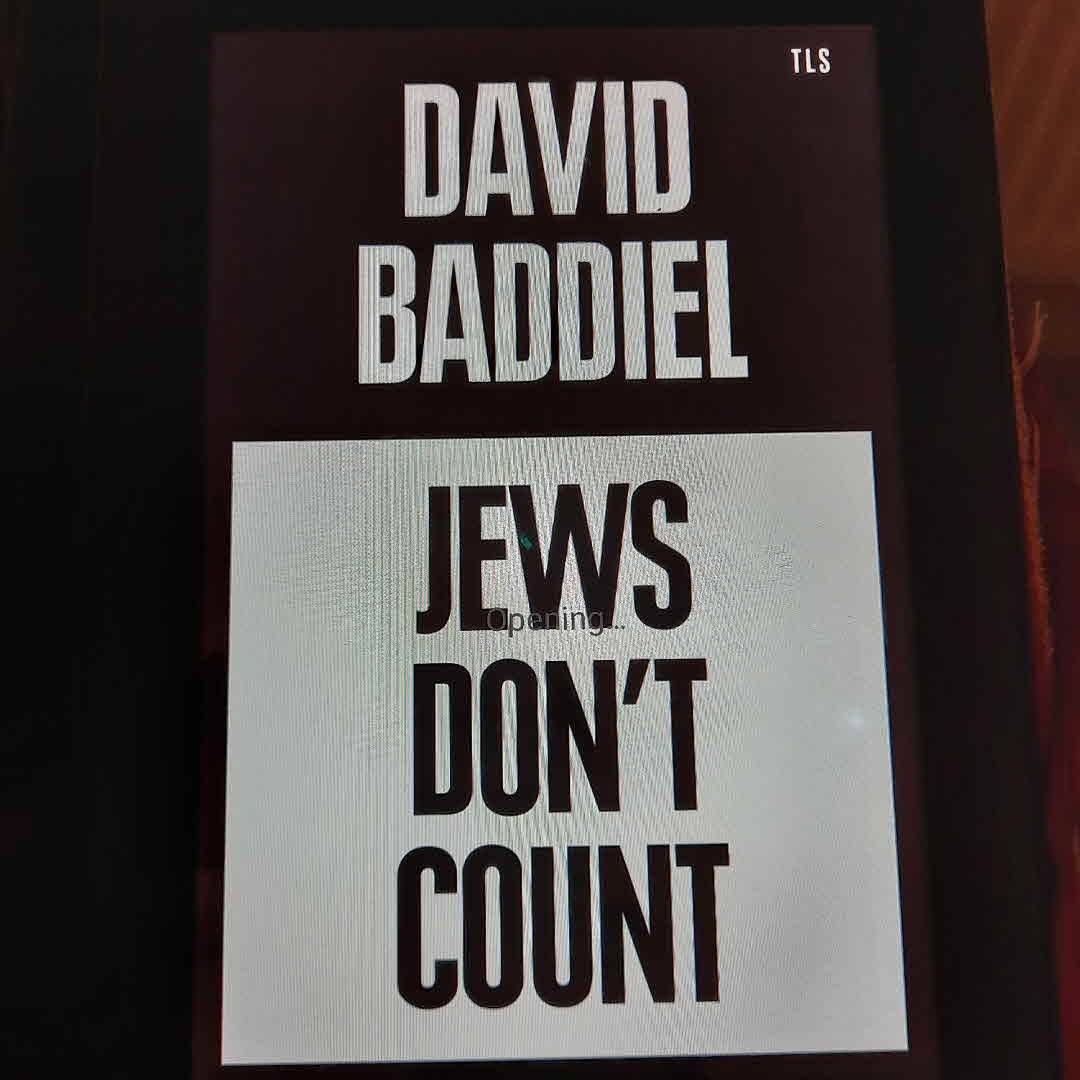 TLS
DAVID
BADDIEL
JEWS
Opening...
DON'T
COUNT